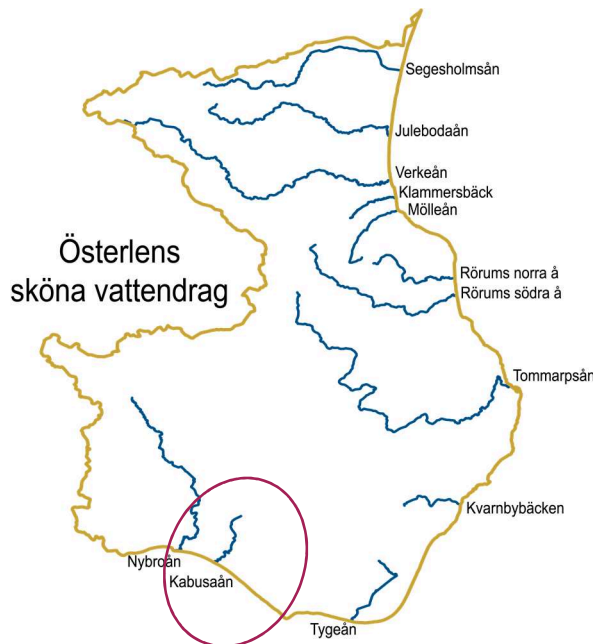 Segesholmsån
Julebodaån
Verkeån
Klammersbäck
Mölleån
Österlens
sköna vattendrag
Rörums norra å
Rörums södra å
Tommarpsån
Kvarnbybäcken
Nybroån
Kabusaån
Tygeån